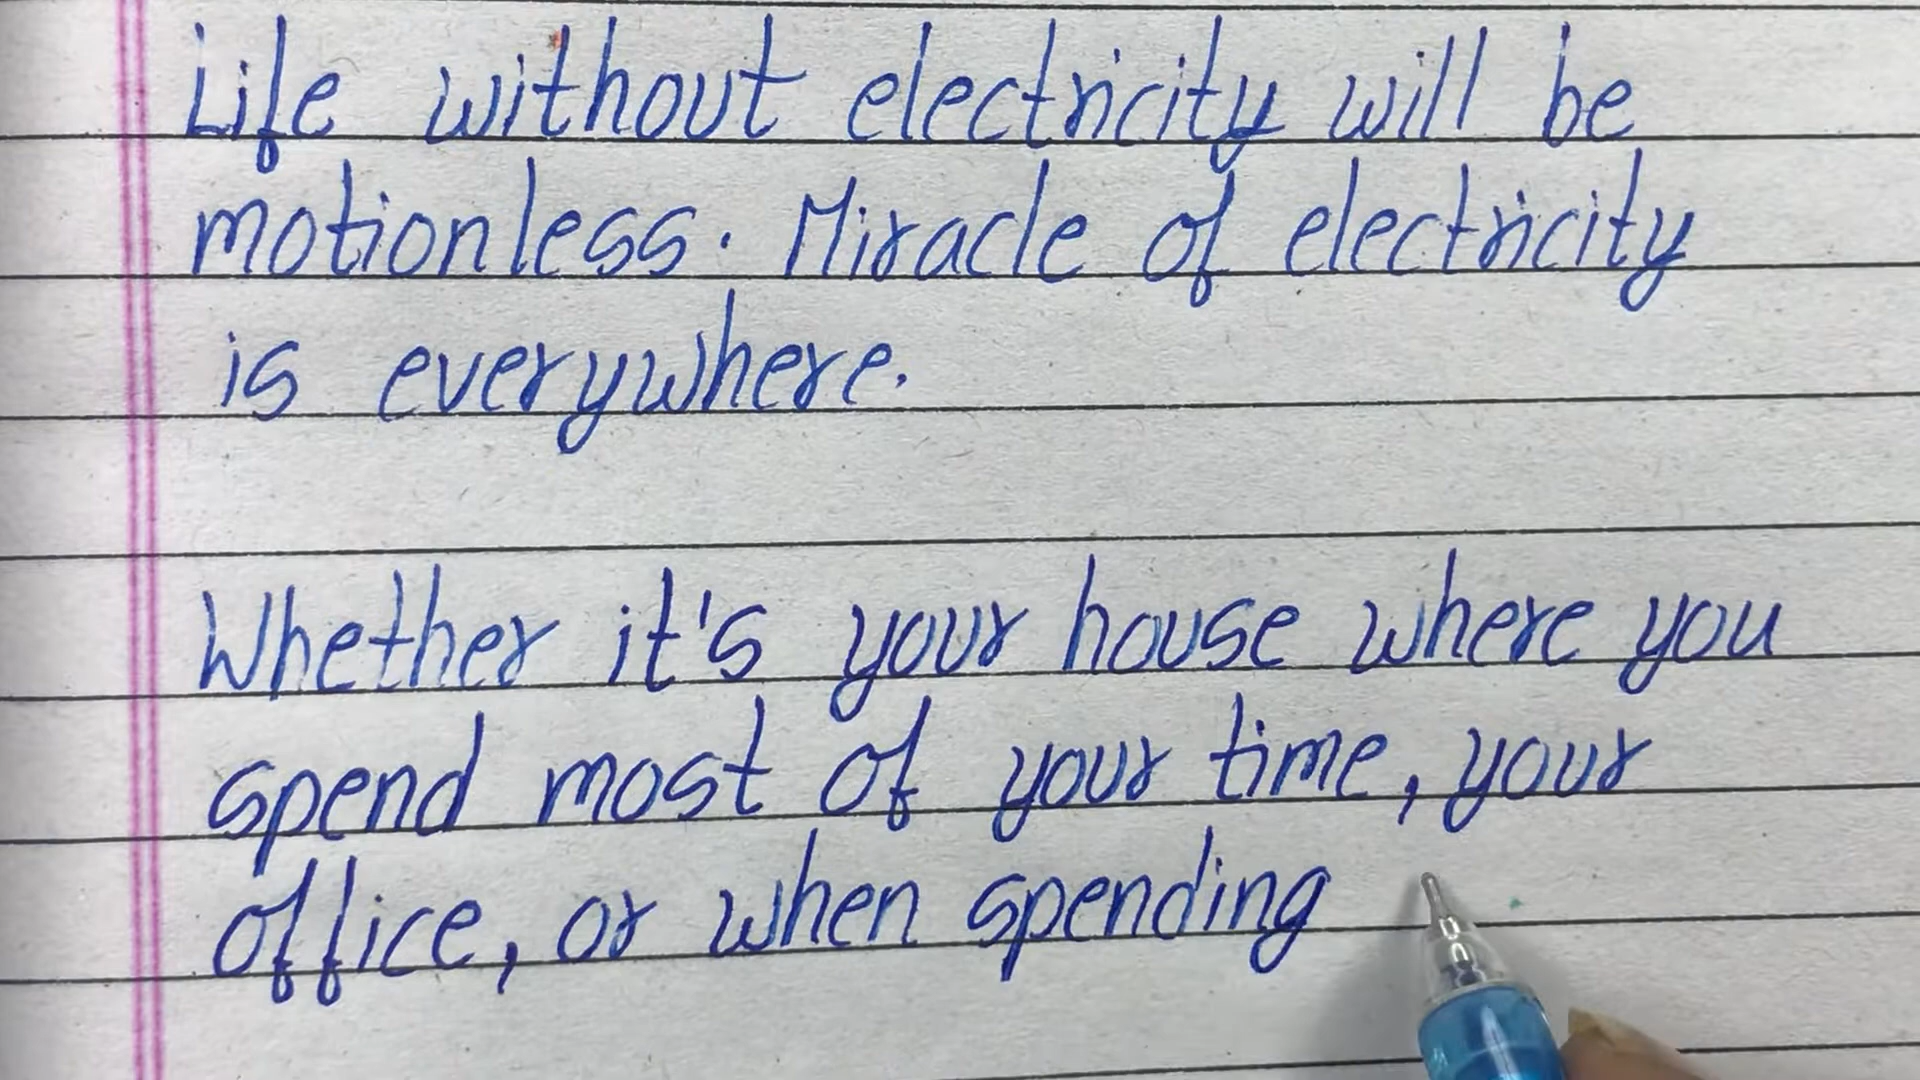 Life without electricity will be
motionless. Miracle of electricity
is everywhere.
Whether it's your house where you
spend most of your time, your
office, or when spending